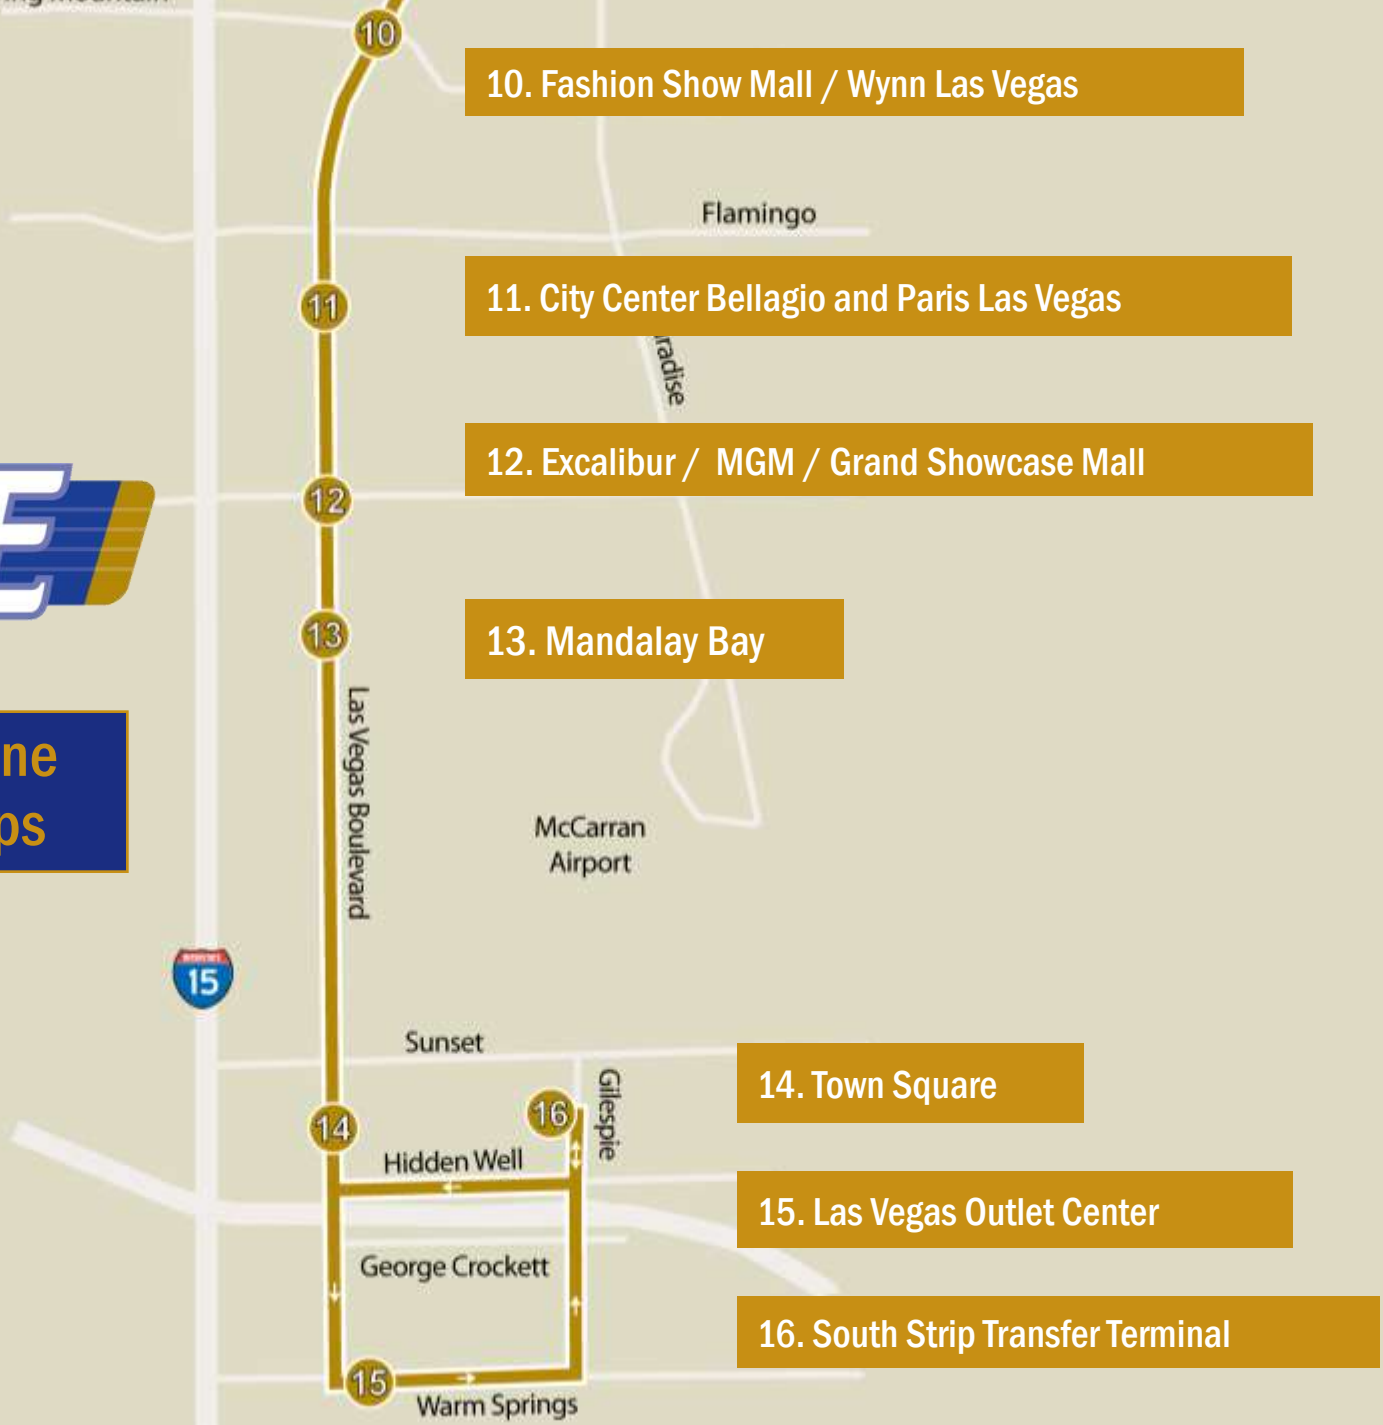 10
10. Fashion Show Mall / Wynn Las Vegas
Flamingo
11. City Center Bellagio and Paris Las Vegas
11
radise
12. Excalibur / MGM / Grand Showcase Mall
E
12
13
13. Mandalay Bay
Las Vegas Boulevard
ne
ps
McCarran
Airport
15
Sunset
14. Town Square
Gilespie
16
14
Hidden Well
15. Las Vegas Outlet Center
George Crockett
16. South Strip Transfer Terminal
15
Warm Springs